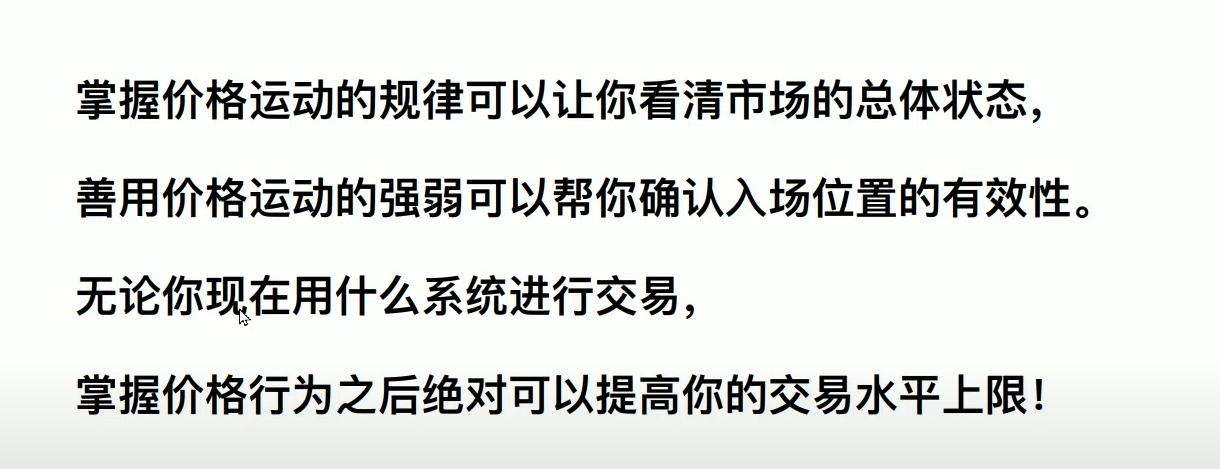 掌握价格运动的规律可以让你看清市场的总体状态，
善用价格运动的强弱可以帮你确认入场位置的有效性。
无论你现在用什么系统进行交易，
掌握价格行为之后绝对可以提高你的交易水平上限！